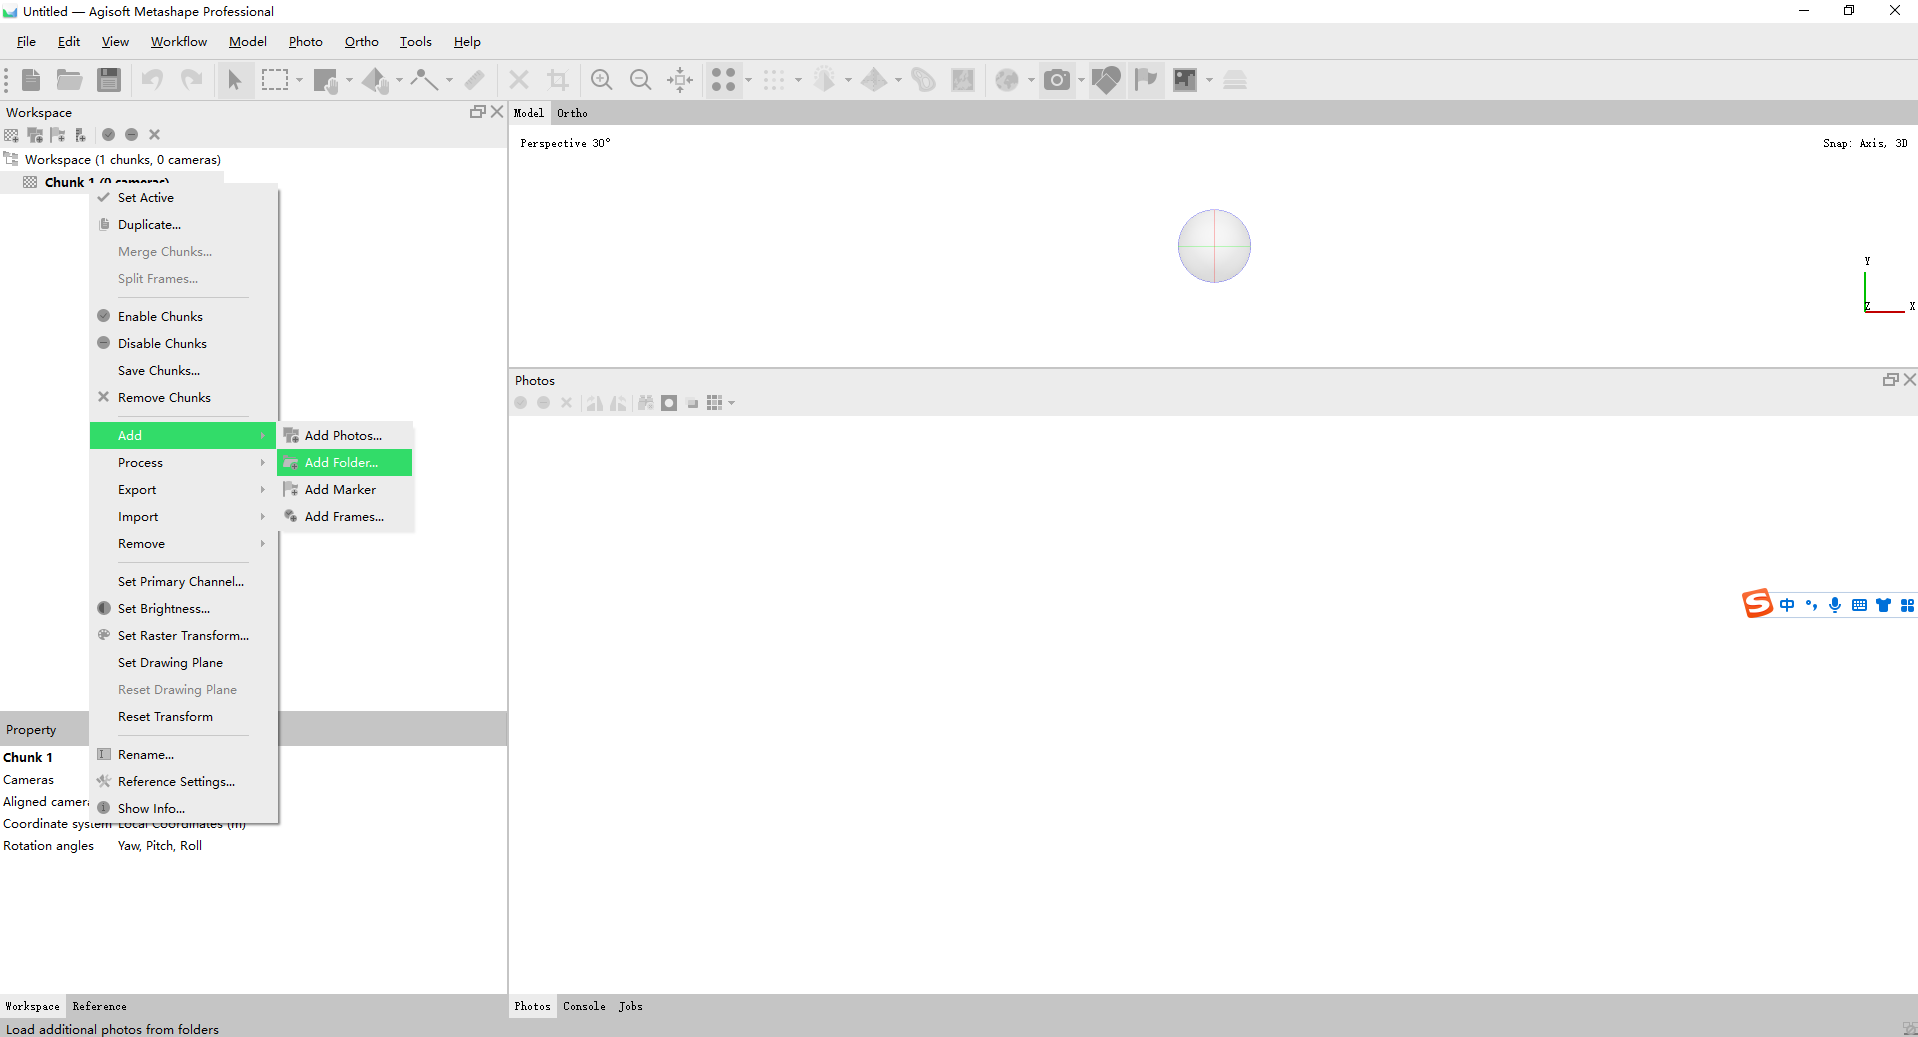 Untitled — Agisoft Metashape Professional
File Edit View Workflow Model Photo Ortho Tools Help
Workspace
Workspace (1 chunks, 0 cameras)
Chunk 1 (0 cameras)
Set Active
Duplicate...
Merge Chunks...
Split Frames...
Enable Chunks
Disable Chunks
Save Chunks...
Remove Chunks
Add
Process
Export
Import
Remove
Set Primary Channel...
Set Brightness...
Set Raster Transform...
Set Drawing Plane
Reset Drawing Plane
Reset Transform
Rename...
Reference Settings...
Show Info...
Add Photos...
Add Folder...
Add Marker
Add Frames...
Property
Chunk 1
Cameras
Aligned camera
Coordinate system Local Coordinates (m)
Rotation angles Yaw, Pitch, Roll
Workspace Reference
Load additional photos from folders
Model Ortho
Perspective 30°
Snap: Axis, 3D
Y
Z
X
Photos
S 中 °,
Photos Console Jobs